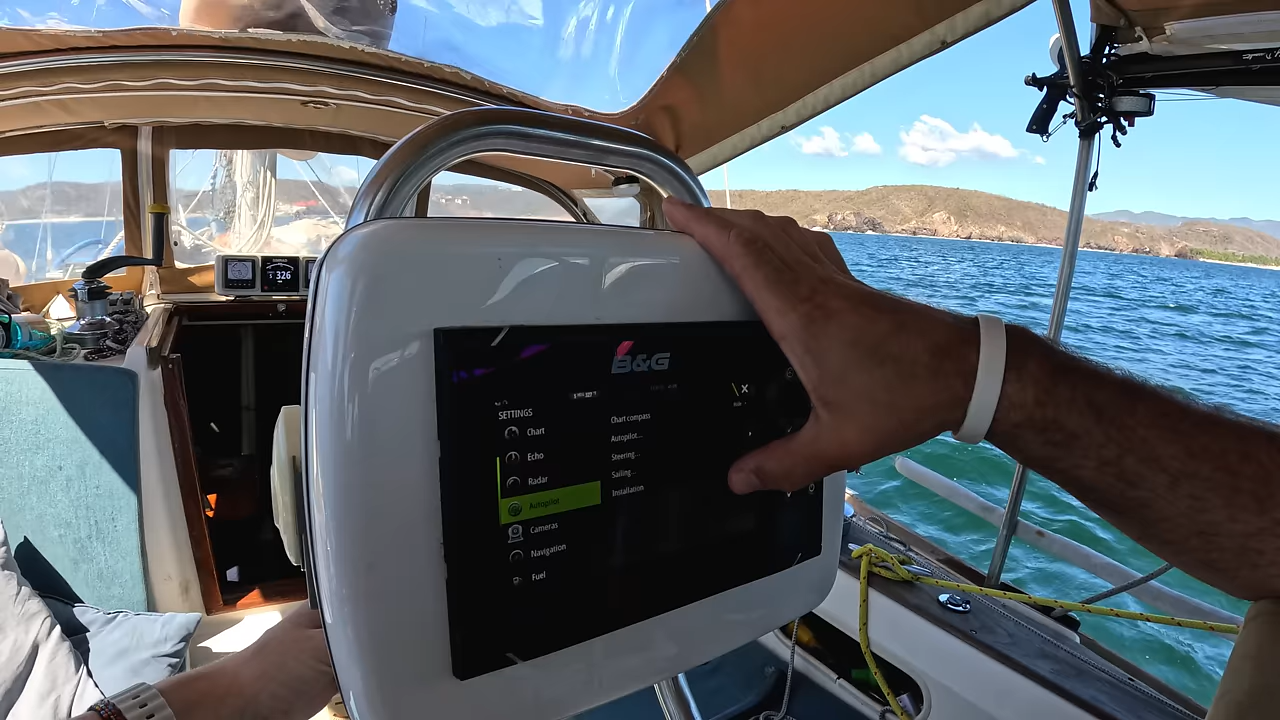 326
B&G
SETTINGS
Chart
Echo
Radar
Autopilot
Cameras
Navigation
Fuel
Chart compass
Autopilot...
Steering...
Sailing...
Installation